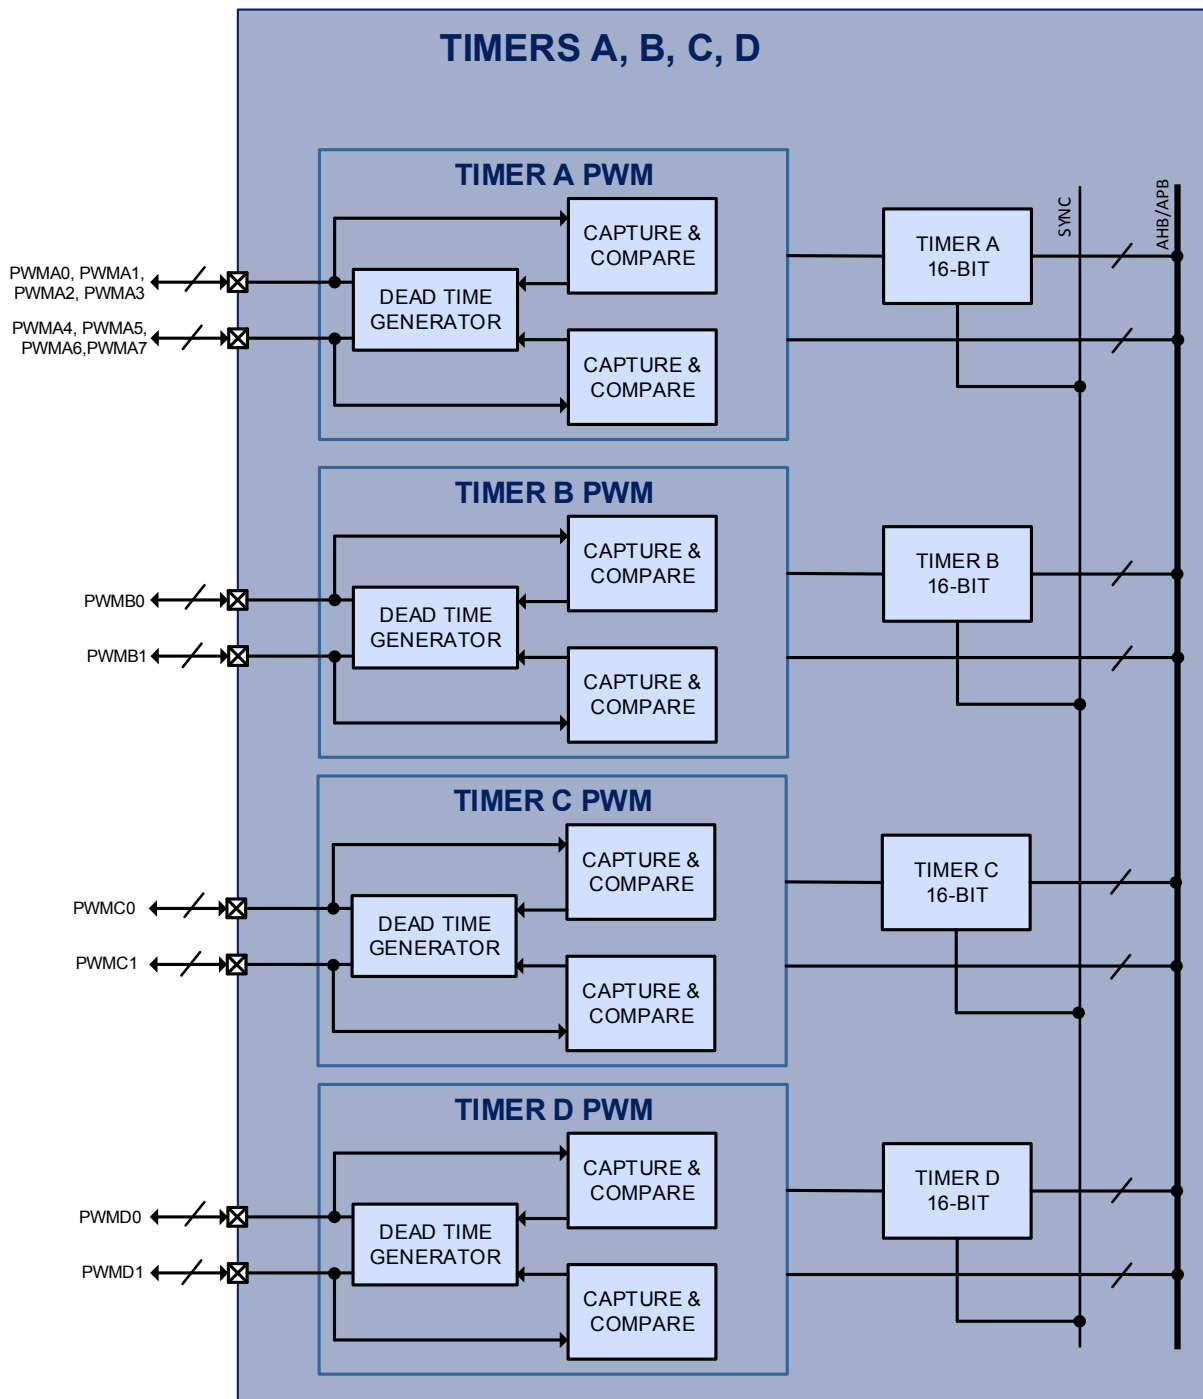 TIMERS A, B, C, D
TIMER A PWM
SYNC
AHB/APB
CAPTURE &
COMPARE
TIMER A
16-BIT
PWMA0, PWMA1,
PWMA2, PWMA3
DEAD TIME
GENERATOR
PWMA4, PWMA5,
PWMA6,PWMA7
CAPTURE &
COMPARE
TIMER B PWM
CAPTURE &
COMPARE
TIMER B
16-BIT
PWMB0
DEAD TIME
GENERATOR
PWMB1
CAPTURE &
COMPARE
TIMER C PWM
CAPTURE &
COMPARE
TIMER C
16-BIT
PWMC0
DEAD TIME
GENERATOR
PWMC1
CAPTURE &
COMPARE
TIMER D PWM
CAPTURE &
COMPARE
TIMER D
16-BIT
PWMD0
DEAD TIME
GENERATOR
PWMD1
CAPTURE &
COMPARE